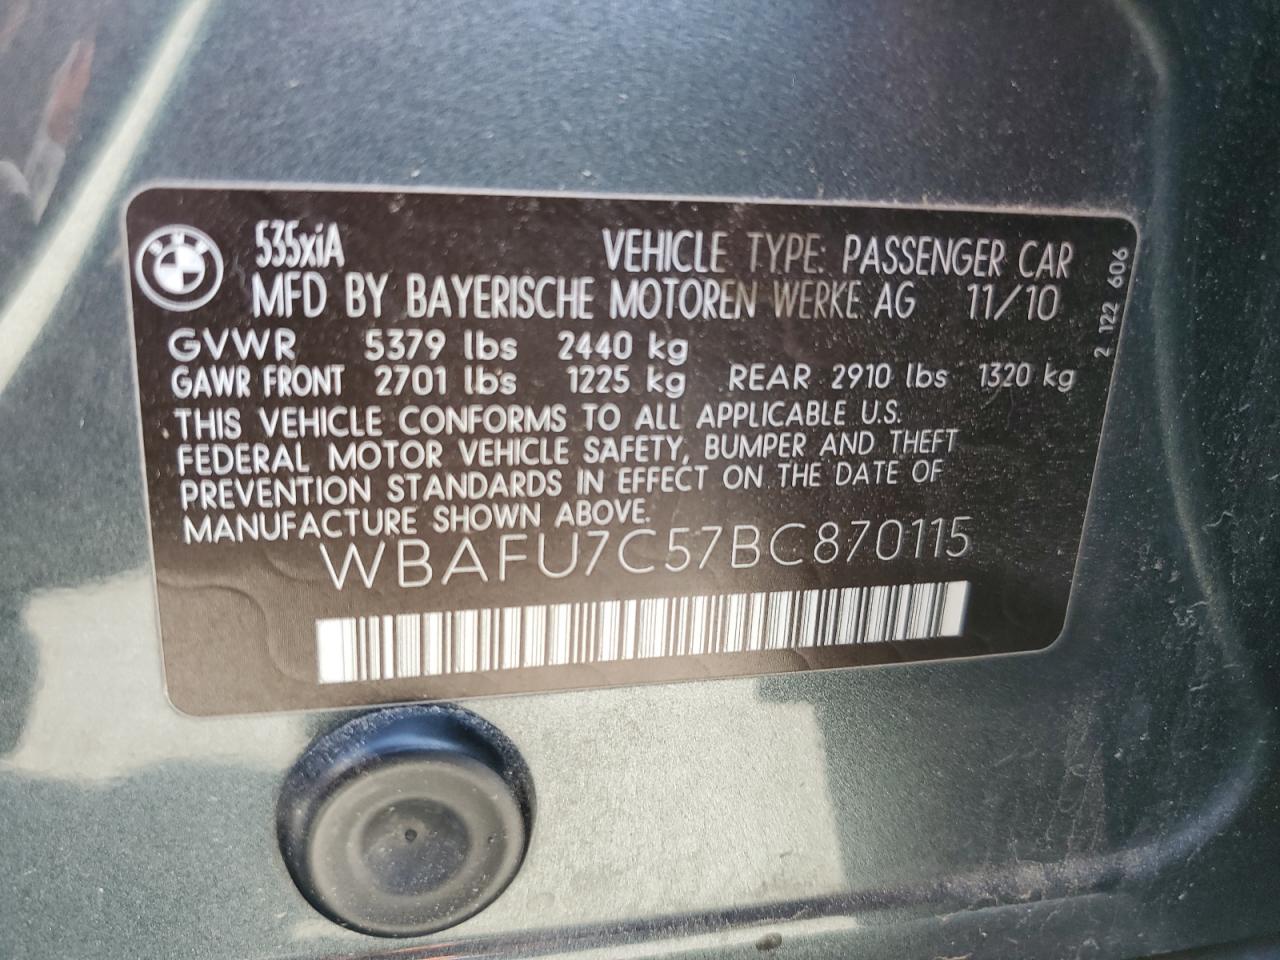 BMW
535xiA VEHICLE TYPE: PASSENGER CAR
MFD BY BAYERISCHE MOTOREN WERKE AG 11/10
GVWR 5379 lbs 2440 kg
GAWR FRONT 2701 lbs 1225 kg REAR 2910 lbs 1320 kg
THIS VEHICLE CONFORMS TO ALL APPLICABLE U.S.
FEDERAL MOTOR VEHICLE SAFETY, BUMPER AND THEFT
PREVENTION STANDARDS IN EFFECT ON THE DATE OF
MANUFACTURE SHOWN ABOVE.
WBAFU7C57BC870115
2 122 606